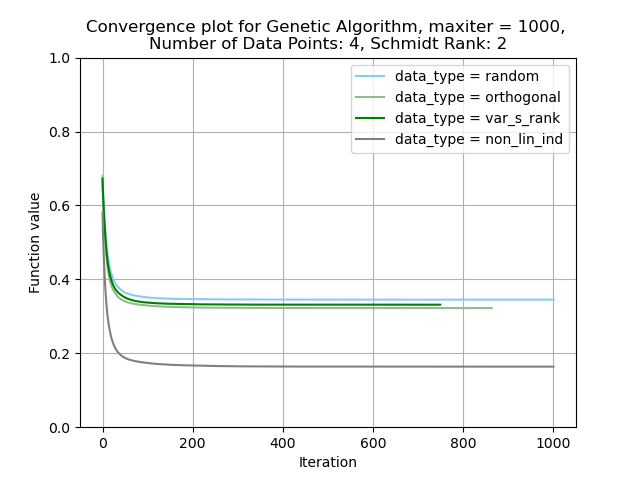 Convergence plot for Genetic Algorithm, maxiter = 1000,
Number of Data Points: 4, Schmidt Rank: 2
1.0
0.8
0.6
0.4
0.2
0.0
Function value
data_type = random
data_type = orthogonal
data_type = var_s_rank
data_type = non_lin_ind
0 200 400 600 800 1000
Iteration